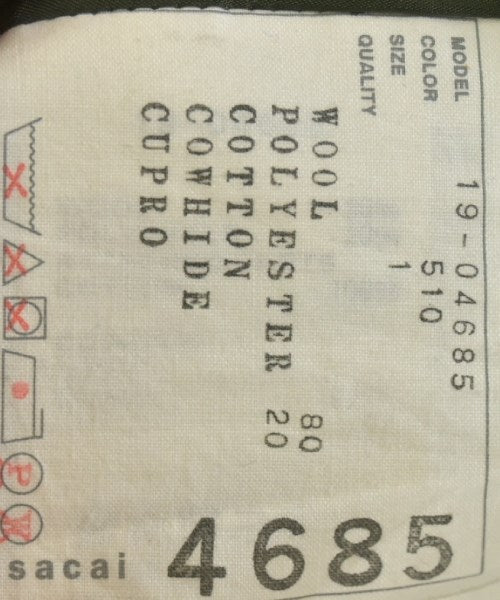 MODEL 19-04685
COLOR 510
SIZE 1
QUALITY
WOOL 80
POLYESTER 20
COTTON
COWHIDE
CUPRO
P
W
sacai
4685